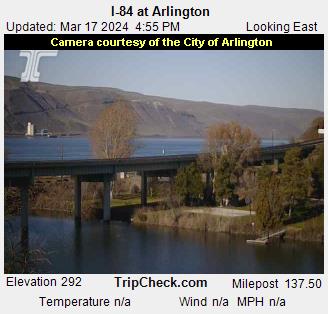 I-84 at Arlington
Updated: Mar 17 2024 4:55 PM Looking East
Camera courtesy of the City of Arlington
Elevation 292 TripCheck.com Milepost 137.50
Temperature n/a Wind n/a MPH n/a